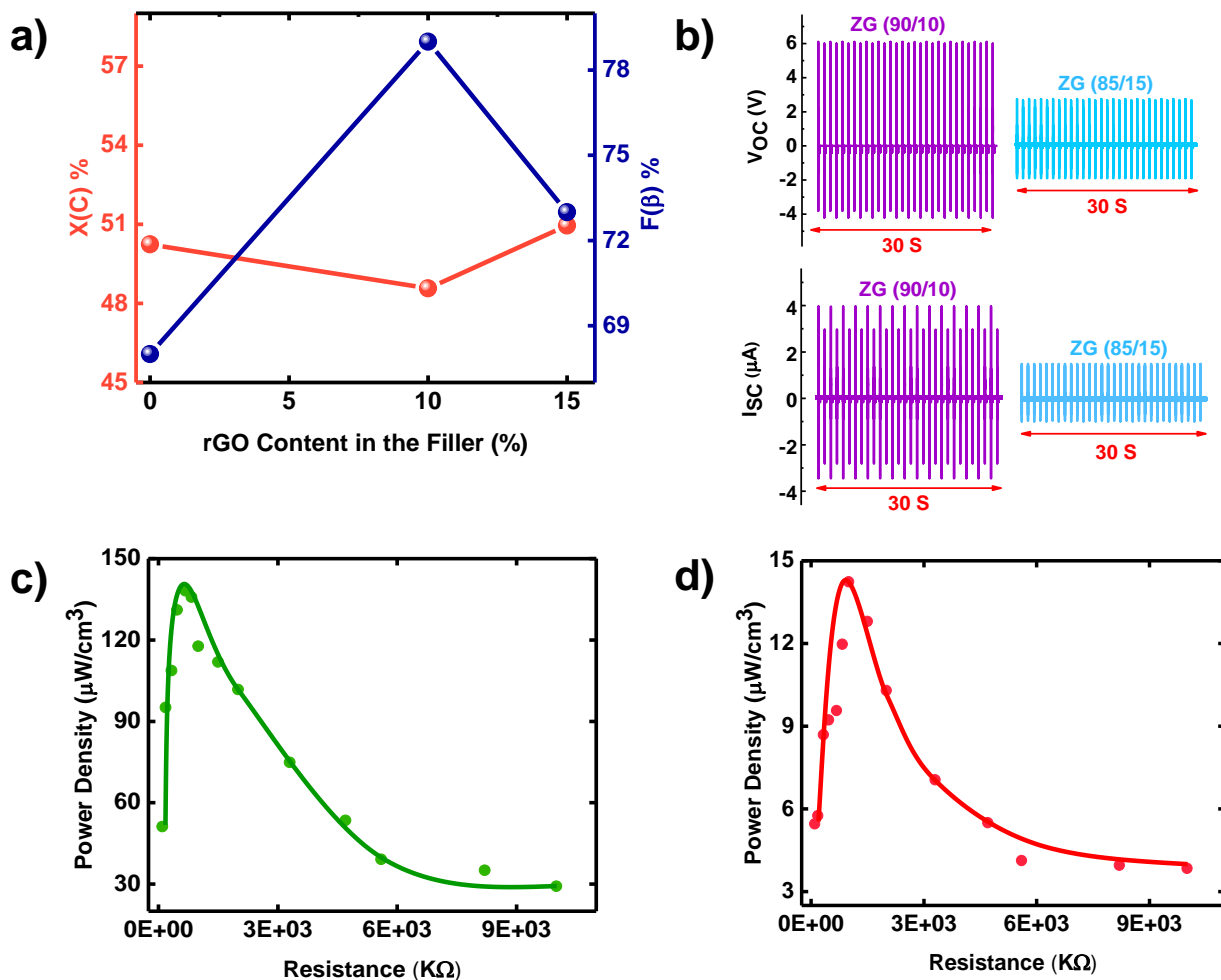 a)
X(C) %
57
54
51
48
45
F(β) %
78
75
72
69
0
5
10
15
rGO Content in the Filler (%)
b)
V_OC (V)
6
4
2
0
-2
-4
ZG (90/10)
ZG (85/15)
30 S
30 S
I_SC (μA)
4
2
0
-2
-4
ZG (90/10)
ZG (85/15)
30 S
30 S
c)
Power Density (μW/cm³)
150
120
90
60
30
0E+00
3E+03
6E+03
9E+03
Resistance (KΩ)
d)
Power Density (μW/cm³)
15
12
9
6
3
0E+00
3E+03
6E+03
9E+03
Resistance (KΩ)